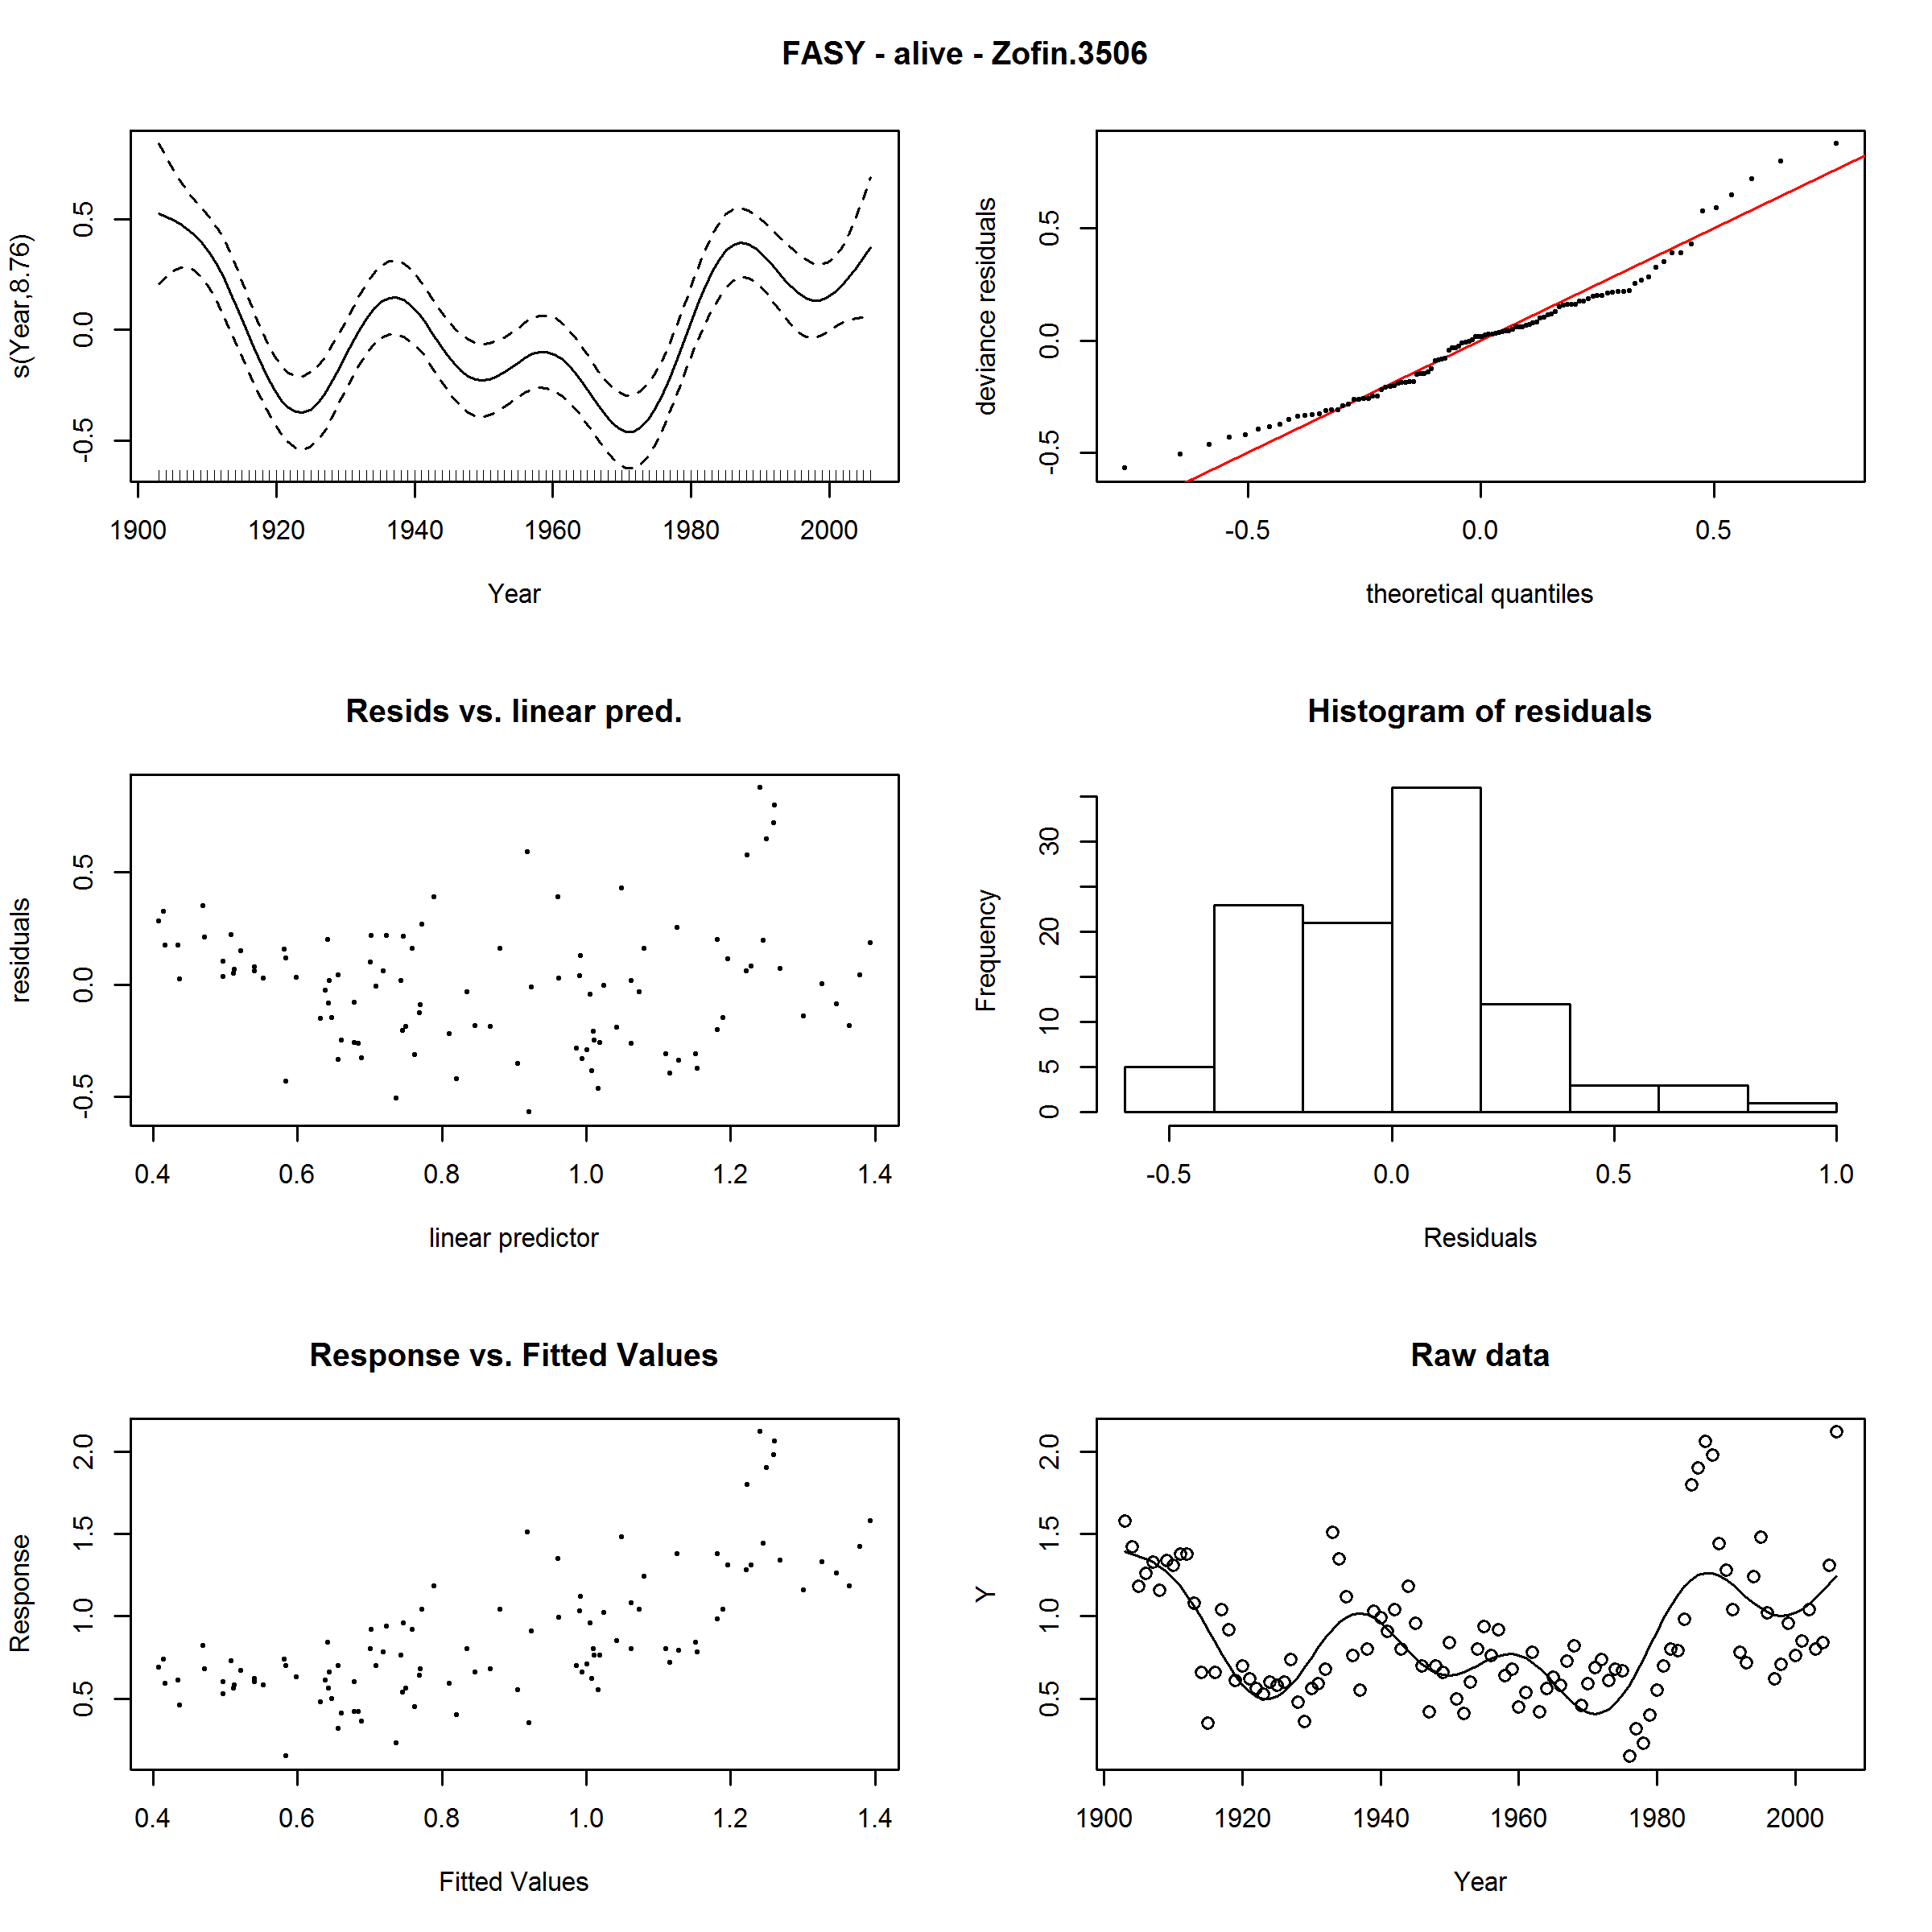 FASY - alive - Zofin.3506
s(Year,8.76)
-0.5 0.0 0.5
1900 1920 1940 1960 1980 2000
Year
deviance residuals
-0.5 0.0 0.5
-0.5 0.0 0.5
theoretical quantiles
Resids vs. linear pred.
residuals
-0.5 0.0 0.5
0.4 0.6 0.8 1.0 1.2 1.4
linear predictor
Histogram of residuals
Frequency
0 5 10 20 30
-0.5 0.0 0.5 1.0
Residuals
Response vs. Fitted Values
Response
0.5 1.0 1.5 2.0
0.4 0.6 0.8 1.0 1.2 1.4
Fitted Values
Raw data
Y
0.5 1.0 1.5 2.0
1900 1920 1940 1960 1980 2000
Year